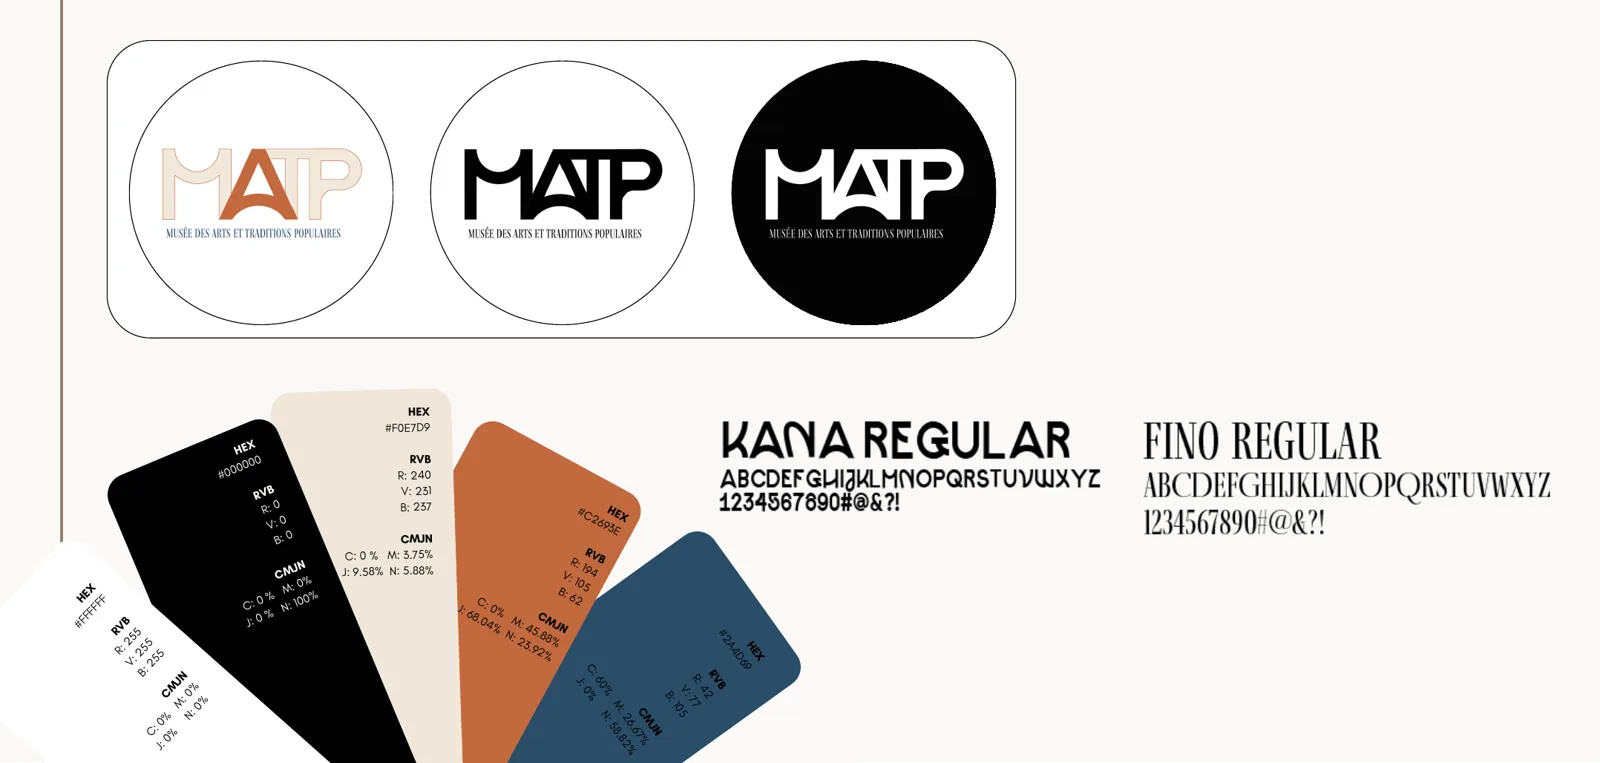 MATP
MUSÉE DES ARTS ET TRADITIONS POPULAIRES
MATP
MUSÉE DES ARTS ET TRADITIONS POPULAIRES
MATP
MUSÉE DES ARTS ET TRADITIONS POPULAIRES
HEX
#FFFFFF
RVB
R: 255
V: 255
B: 255
CMJN
C: 0% M: 0%
J: 0% N: 0%
HEX
#000000
RVB
R: 0
V: 0
B: 0
CMJN
C: 0 % M: 0%
J: 0 % N: 100%
HEX
#F0E7D9
RVB
R: 240
V: 231
B: 237
CMJN
C: 0 % M: 3.75%
J: 9.58% N: 5.88%
HEX
#C2693E
RVB
R: 194
V: 105
B: 62
CMJN
C: 0% M: 45.88%
J: 68.04% N: 23.92%
HEX
#2A4D69
RVB
R: 42
V: 77
B: 105
CMJN
C: 60% M: 26.67%
J: 0% N: 58.82%
KANA REGULAR
ABCDEFGHIJKLMNOPQRSTUVWXYZ
1234567890#@&?!
FINO REGULAR
ABCDEFGHIJKLMNOPQRSTUVWXYZ
1234567890#@&?!